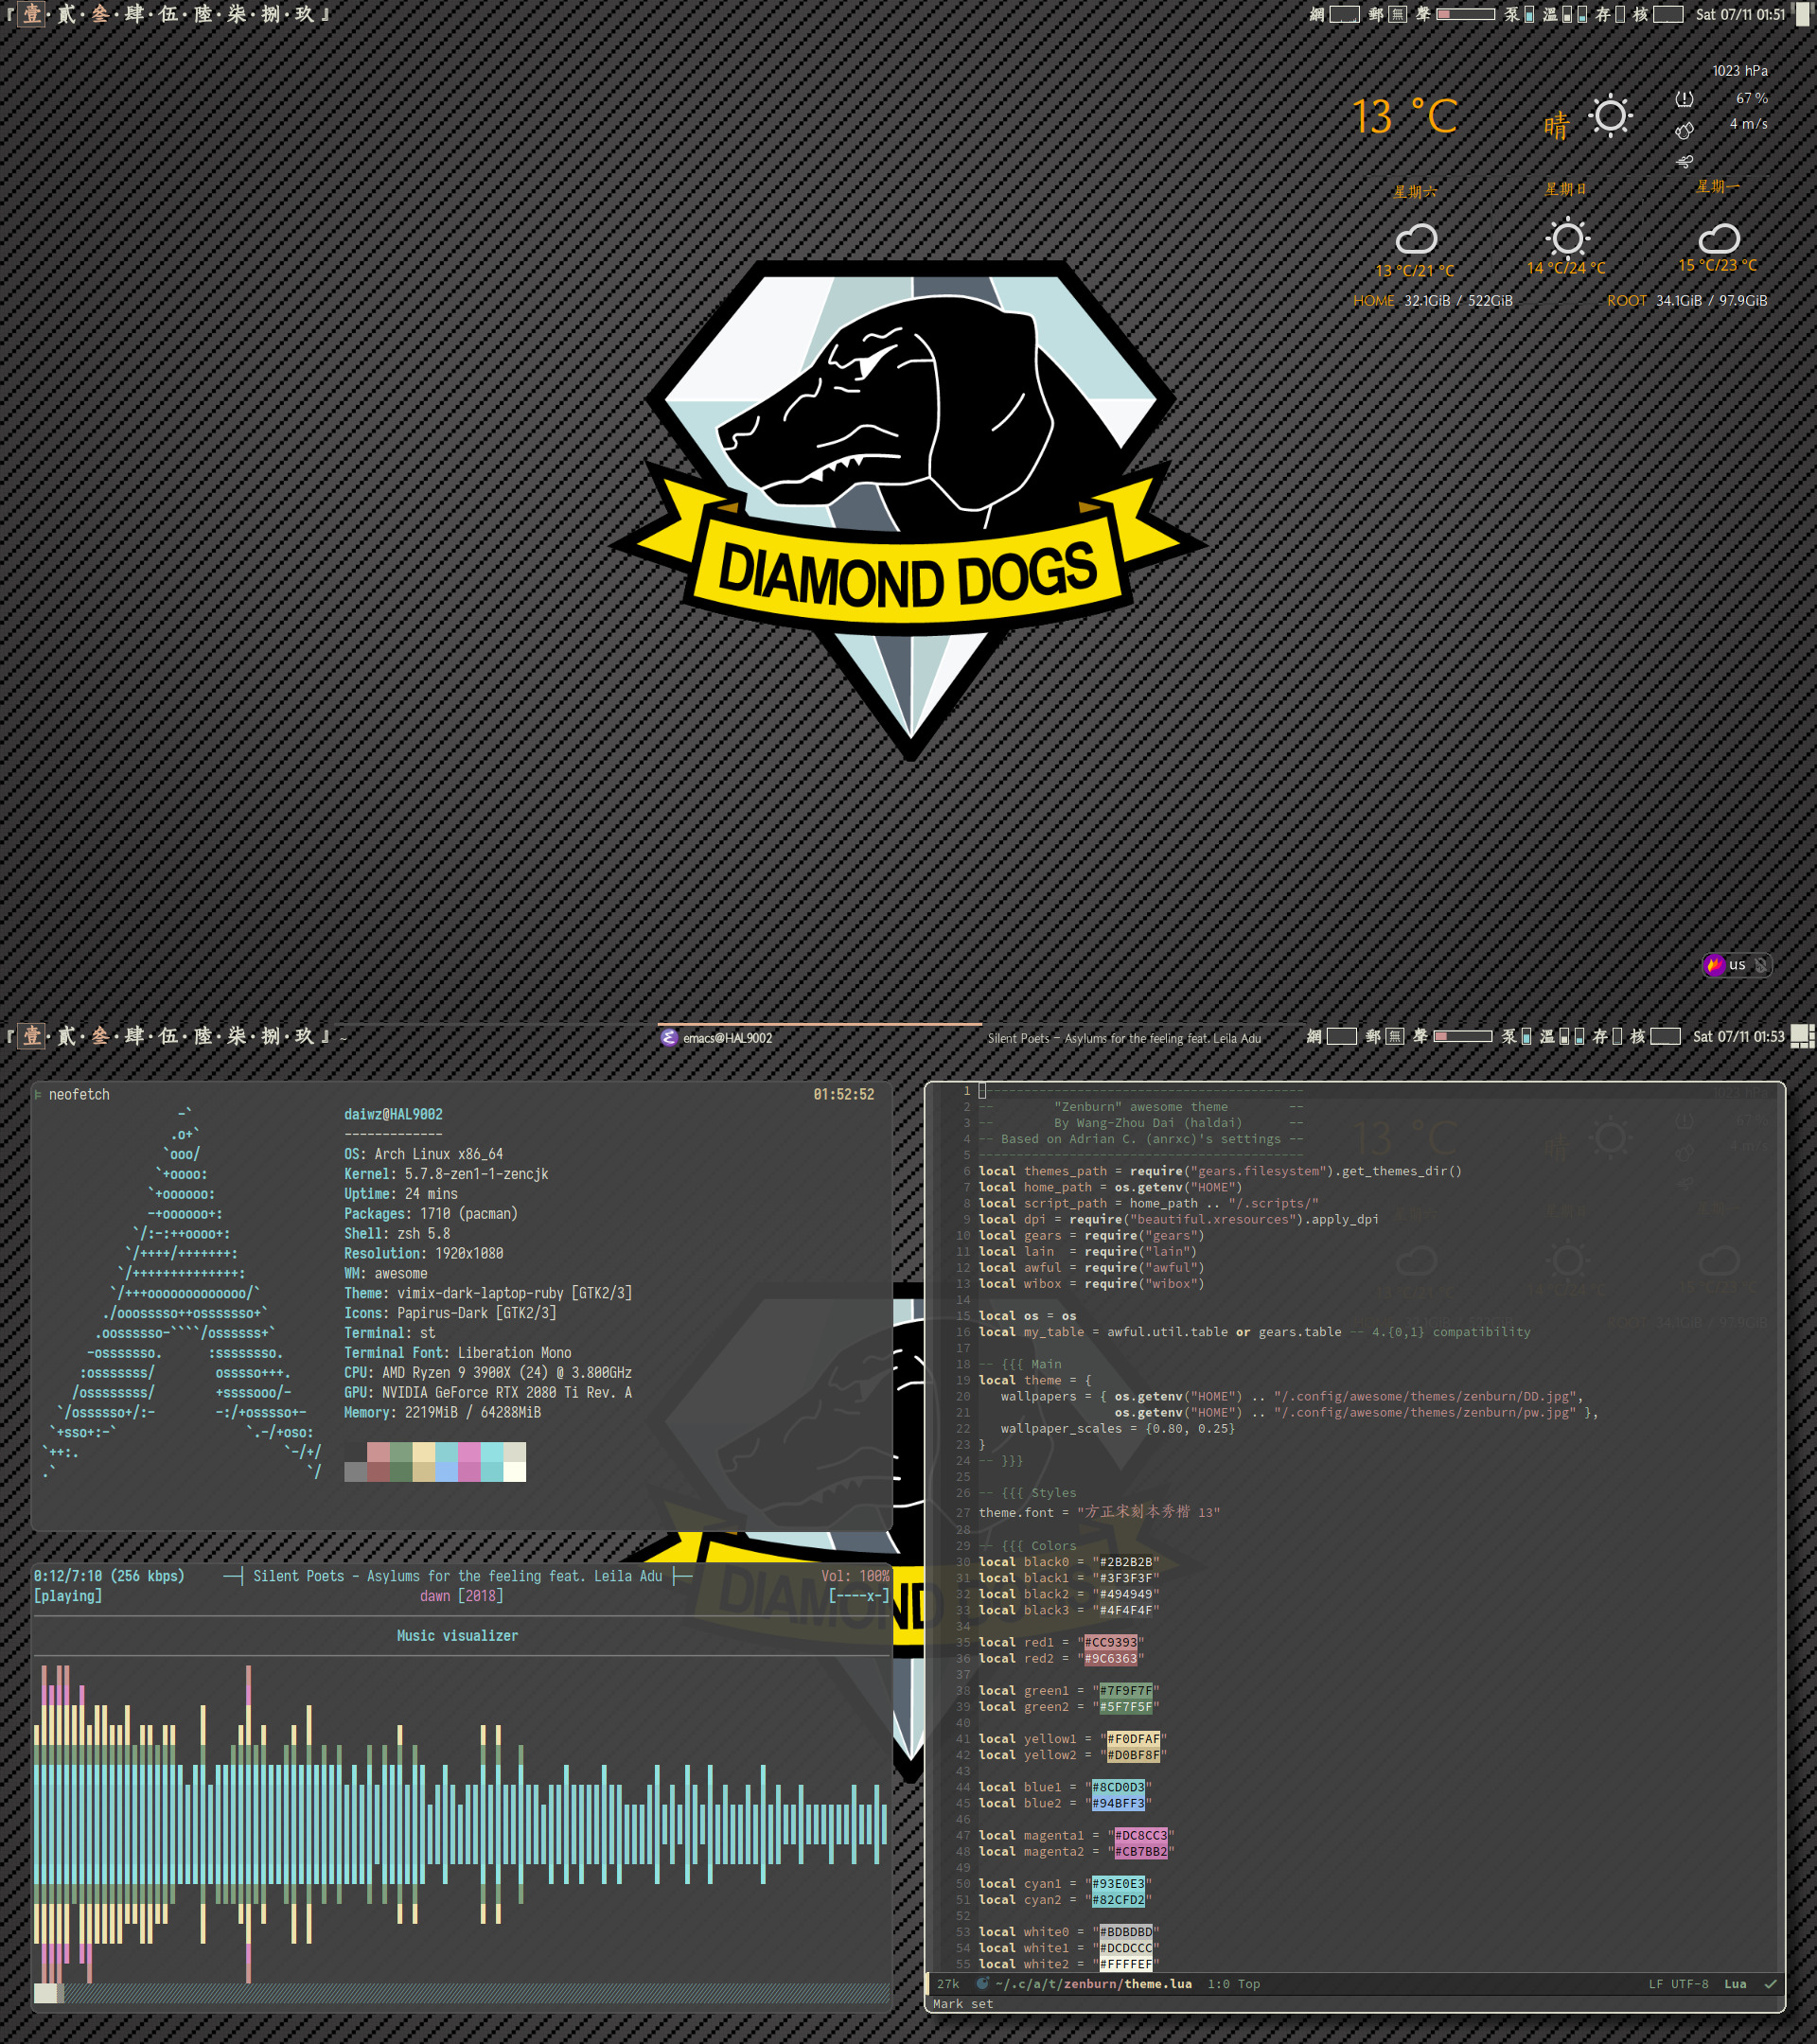 『 壹·貳·叁·肆·伍·陸·柒·捌·玖 』
網 郵 無 聲 泵 溫 存 核 Sat 07/11 01:51
1023 hPa
13 °C 晴 67 %
4 m/s
星期六 星期日 星期一
13 °C/21 °C 14 °C/24 °C 15 °C/23 °C
HOME 32.1GiB / 522GiB ROOT 34.1GiB / 97.9GiB
DIAMOND DOGS
us
『 壹·貳·叁·肆·伍·陸·柒·捌·玖 』 ~ emacs@HAL9002 Silent Poets - Asylums for the feeling feat. Leila Adu 網 郵 無 聲 泵 溫 存 核 Sat 07/11 01:53
neofetch 01:52:52
daiwz@HAL9002
-------------
OS: Arch Linux x86_64
Kernel: 5.7.8-zen1-1-zencjk
Uptime: 24 mins
Packages: 1710 (pacman)
Shell: zsh 5.8
Resolution: 1920x1080
WM: awesome
Theme: vimix-dark-laptop-ruby [GTK2/3]
Icons: Papirus-Dark [GTK2/3]
Terminal: st
Terminal Font: Liberation Mono
CPU: AMD Ryzen 9 3900X (24) @ 3.800GHz
GPU: NVIDIA GeForce RTX 2080 Ti Rev. A
Memory: 2219MiB / 64288MiB
0:12/7:10 (256 kbps) ──┤ Silent Poets - Asylums for the feeling feat. Leila Adu ├── Vol: 100%
[playing] dawn [2018] [----x-]
Music visualizer
1 -------------------------------------------
2 -- "Zenburn" awesome theme --
3 -- By Wang-Zhou Dai (haldai) --
4 -- Based on Adrian C. (anrxc)'s settings --
5 -------------------------------------------
6 local themes_path = require("gears.filesystem").get_themes_dir()
7 local home_path = os.getenv("HOME")
8 local script_path = home_path .. "/.scripts/"
9 local dpi = require("beautiful.xresources").apply_dpi
10 local gears = require("gears")
11 local lain = require("lain")
12 local awful = require("awful")
13 local wibox = require("wibox")
14
15 local os = os
16 local my_table = awful.util.table or gears.table -- 4.{0,1} compatibility
17
18 -- {{{ Main
19 local theme = {
20 wallpapers = { os.getenv("HOME") .. "/.config/awesome/themes/zenburn/DD.jpg",
21 os.getenv("HOME") .. "/.config/awesome/themes/zenburn/pw.jpg" },
22 wallpaper_scales = {0.80, 0.25}
23 }
24 -- }}}
25
26 -- {{{ Styles
27 theme.font = "方正宋刻本秀楷 13"
28
29 -- {{{ Colors
30 local black0 = "#2B2B2B"
31 local black1 = "#3F3F3F"
32 local black2 = "#494949"
33 local black3 = "#4F4F4F"
34
35 local red1 = "#CC9393"
36 local red2 = "#9C6363"
37
38 local green1 = "#7F9F7F"
39 local green2 = "#5F7F5F"
40
41 local yellow1 = "#F0DFAF"
42 local yellow2 = "#D0BF8F"
43
44 local blue1 = "#8CD0D3"
45 local blue2 = "#94BFF3"
46
47 local magenta1 = "#DC8CC3"
48 local magenta2 = "#CB7BB2"
49
50 local cyan1 = "#93E0E3"
51 local cyan2 = "#82CFD2"
52
53 local white0 = "#BDBDBD"
54 local white1 = "#DCDCCC"
55 local white2 = "#FFFFEF"
27k ~/.c/a/t/zenburn/theme.lua 1:0 Top LF UTF-8 Lua
Mark set